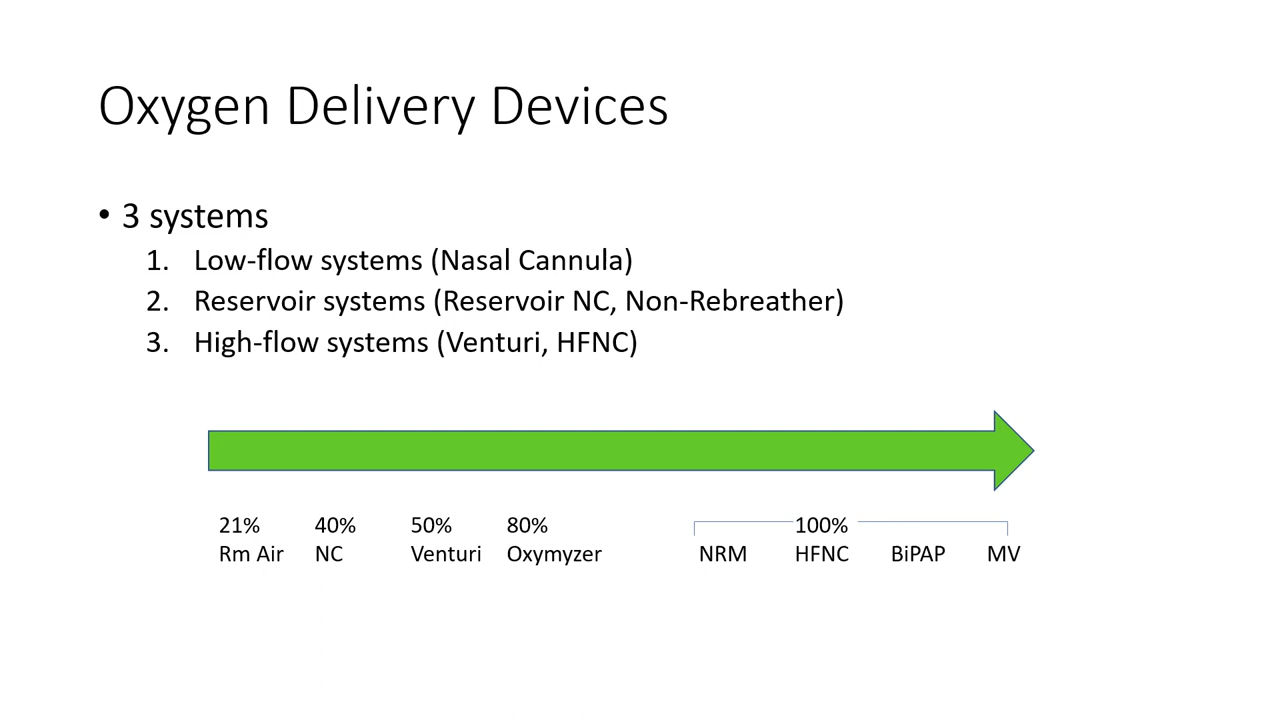 Oxygen Delivery Devices
• 3 systems
1. Low-flow systems (Nasal Cannula)
2. Reservoir systems (Reservoir NC, Non-Rebreather)
3. High-flow systems (Venturi, HFNC)
21% 40% 50% 80% 100%
Rm Air NC Venturi Oxymyzer NRM HFNC BiPAP MV